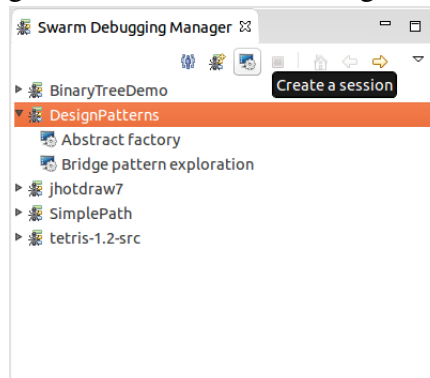 Swarm Debugging Manager
Create a session
BinaryTreeDemo
DesignPatterns
Abstract factory
Bridge pattern exploration
jhotdraw7
SimplePath
tetris-1.2-src